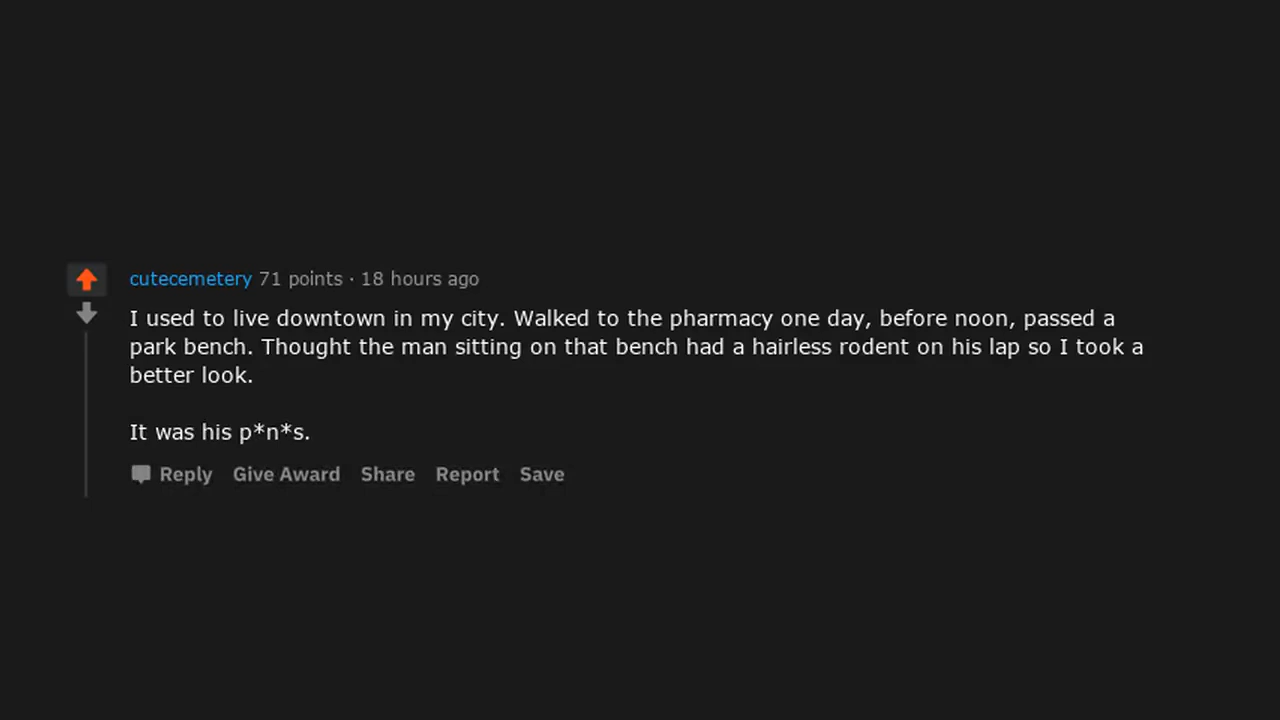 cutecemetery 71 points · 18 hours ago
I used to live downtown in my city. Walked to the pharmacy one day, before noon, passed a
park bench. Thought the man sitting on that bench had a hairless rodent on his lap so I took a
better look.
It was his p*n*s.
Reply Give Award Share Report Save